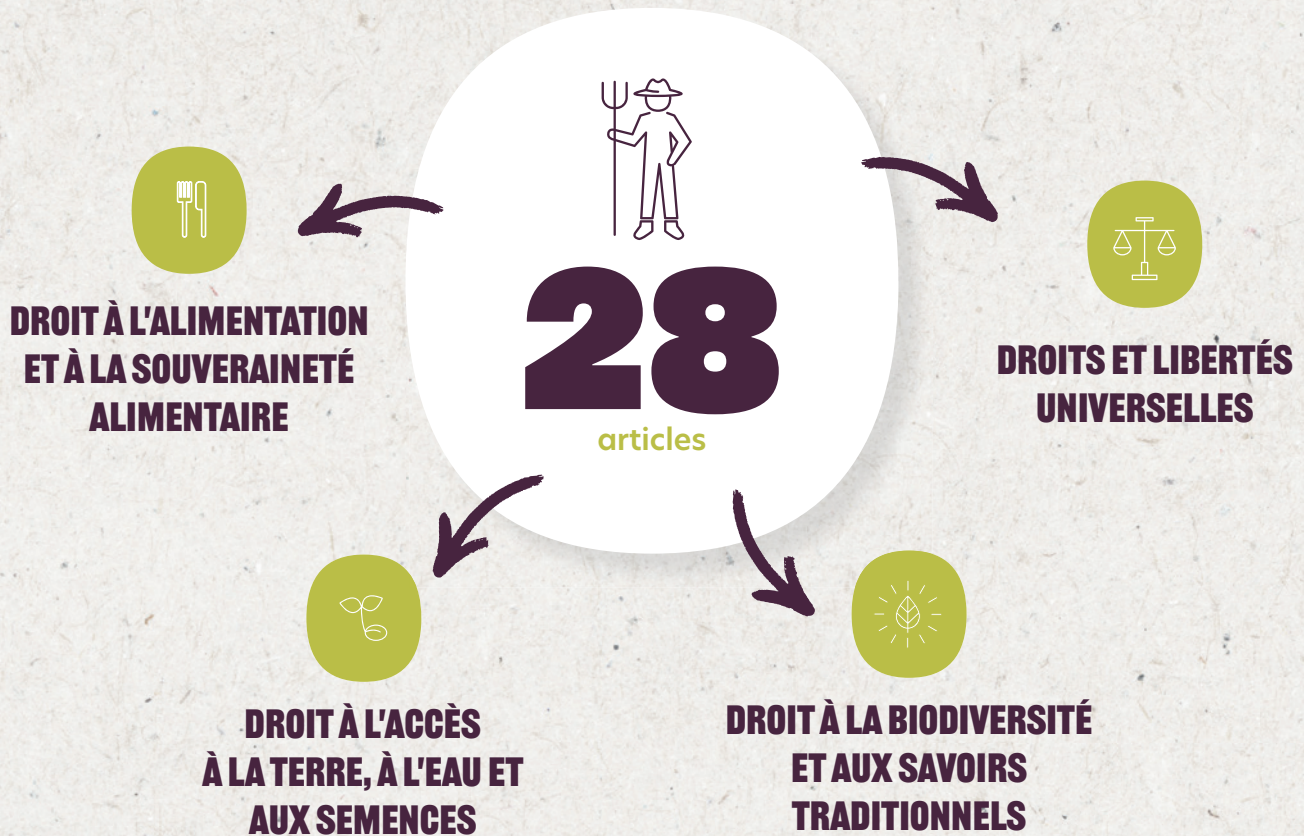 28
articles
DROIT À L'ALIMENTATION
ET À LA SOUVERAINETÉ
ALIMENTAIRE
DROITS ET LIBERTÉS
UNIVERSELLES
DROIT À L'ACCÈS
À LA TERRE, À L'EAU ET
AUX SEMENCES
DROIT À LA BIODIVERSITÉ
ET AUX SAVOIRS
TRADITIONNELS